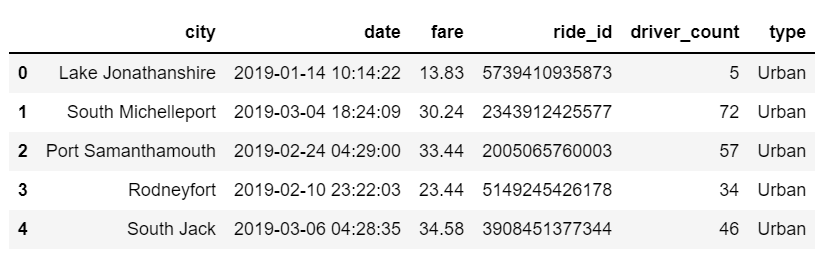 city date fare ride_id driver_count type
0 Lake Jonathanshire 2019-01-14 10:14:22 13.83 5739410935873 5 Urban
1 South Michelleport 2019-03-04 18:24:09 30.24 2343912425577 72 Urban
2 Port Samanthamouth 2019-02-24 04:29:00 33.44 2005065760003 57 Urban
3 Rodneyfort 2019-02-10 23:22:03 23.44 5149245426178 34 Urban
4 South Jack 2019-03-06 04:28:35 34.58 3908451377344 46 Urban